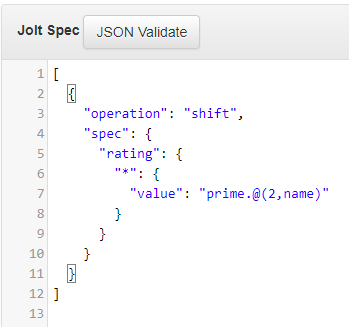 Jolt Spec JSON Validate
1 [
2 {
3 "operation": "shift",
4 "spec": {
5 "rating": {
6 "*": {
7 "value": "prime.@(2,name)"
8 }
9 }
10 }
11 }
12 ]
13